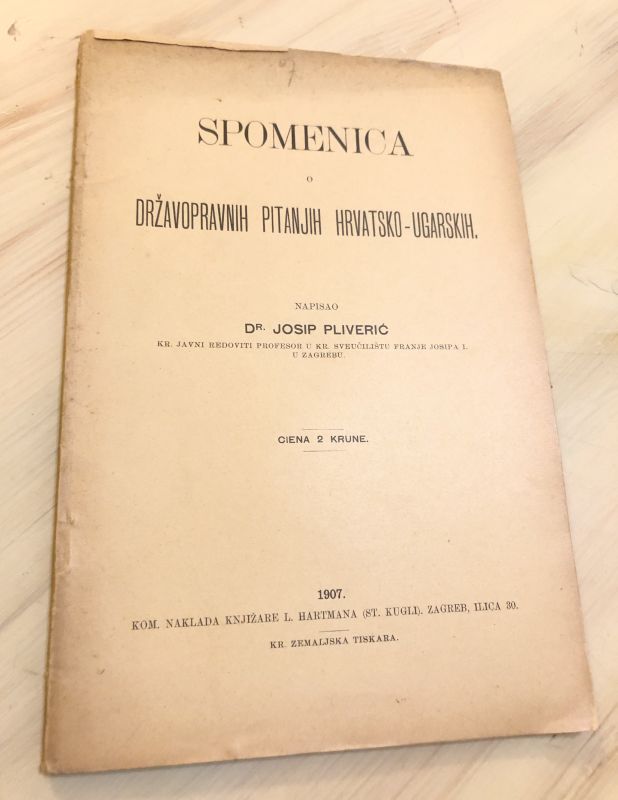 SPOMENICA
O
DRŽAVOPRAVNIH PITANJIH HRVATSKO-UGARSKIH.
NAPISAO
DR. JOSIP PLIVERIĆ
KR. JAVNI REDOVITI PROFESOR U KR. SVEUČILIŠTU FRANJE JOSIPA I.
U ZAGREBU.
CIENA 2 KRUNE.
1907.
KOM. NAKLADA KNJIŽARE L. HARTMANA (ST. KUGLI). ZAGREB, ILICA 30.
KR. ZEMALJSKA TISKARA.